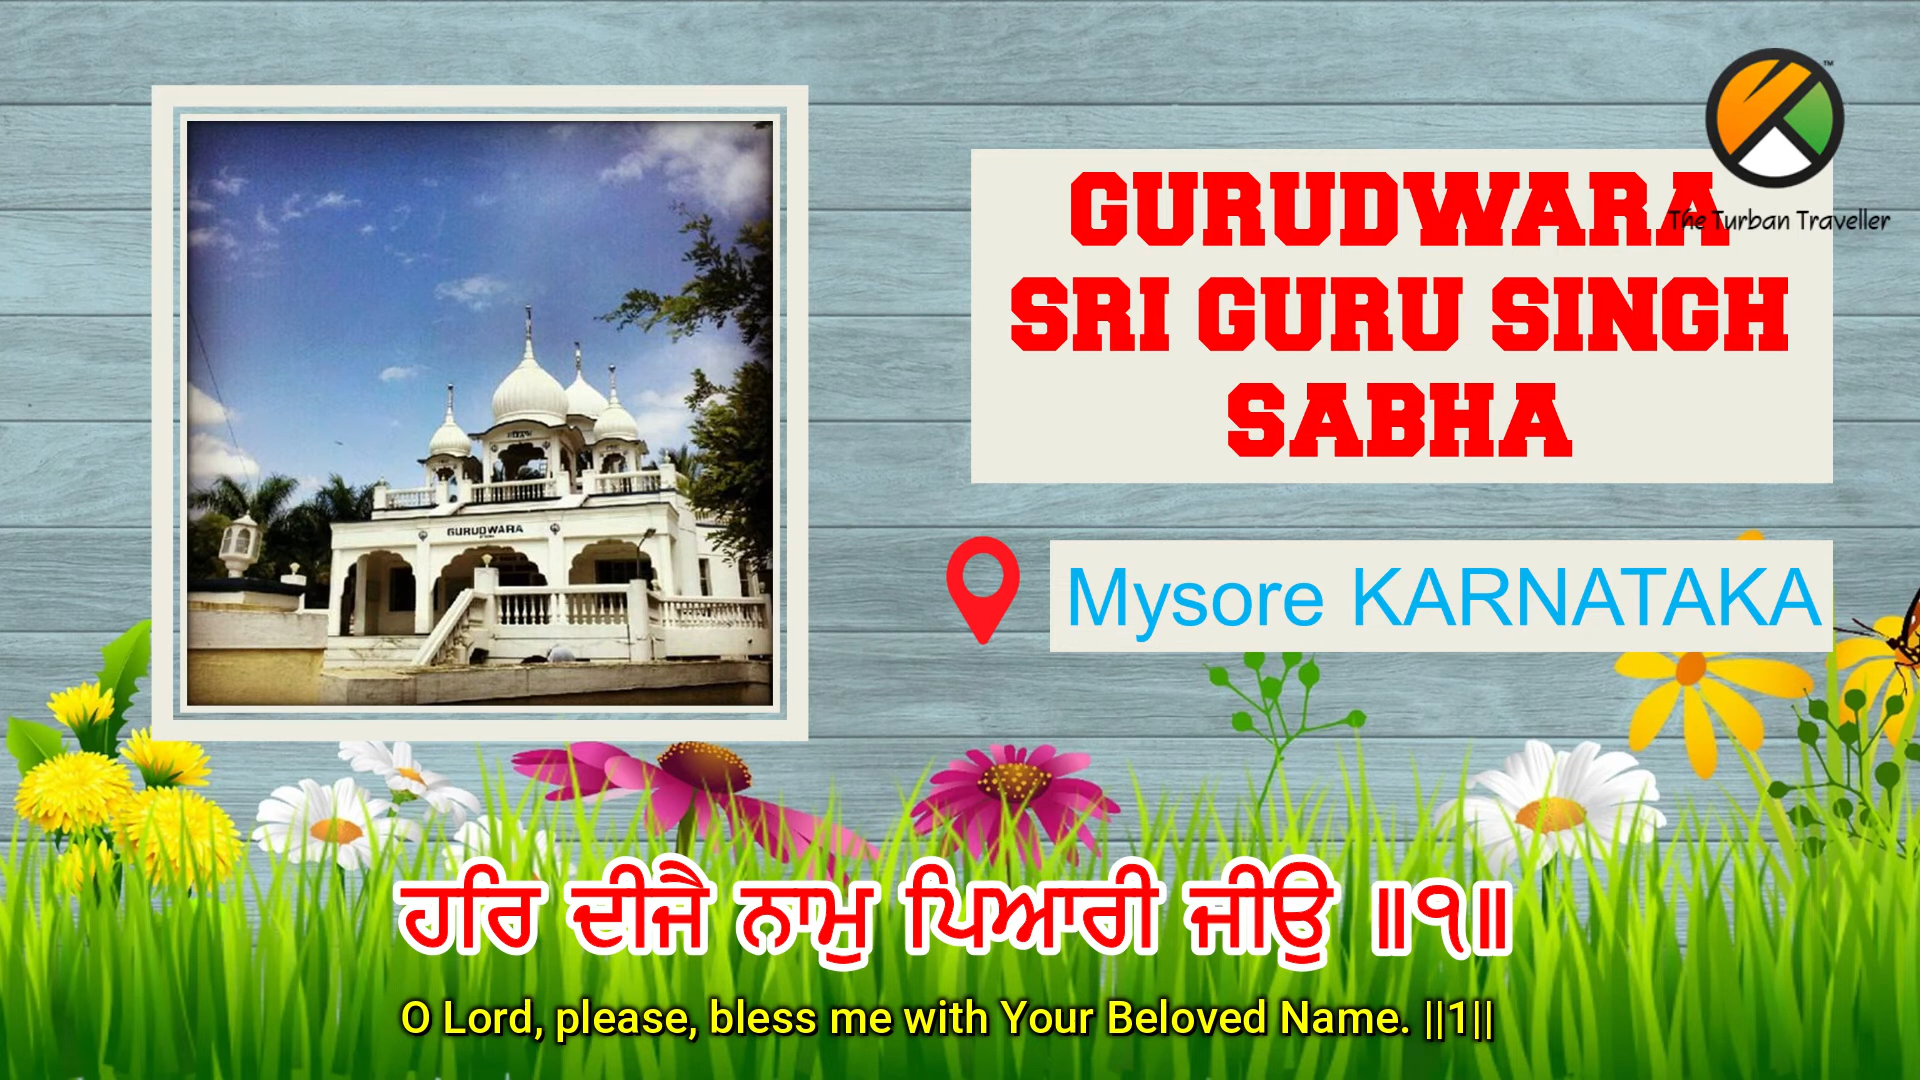 GURUDWARA
SRI GURU SINGH
SABHA
The Turban Traveller
TM
Mysore KARNATAKA
GURUDWARA
ਹਰਿ ਦੀਜੈ ਨਾਮੁ ਪਿਆਰੀ ਜੀਉ ॥੧॥
O Lord, please, bless me with Your Beloved Name. ||1||